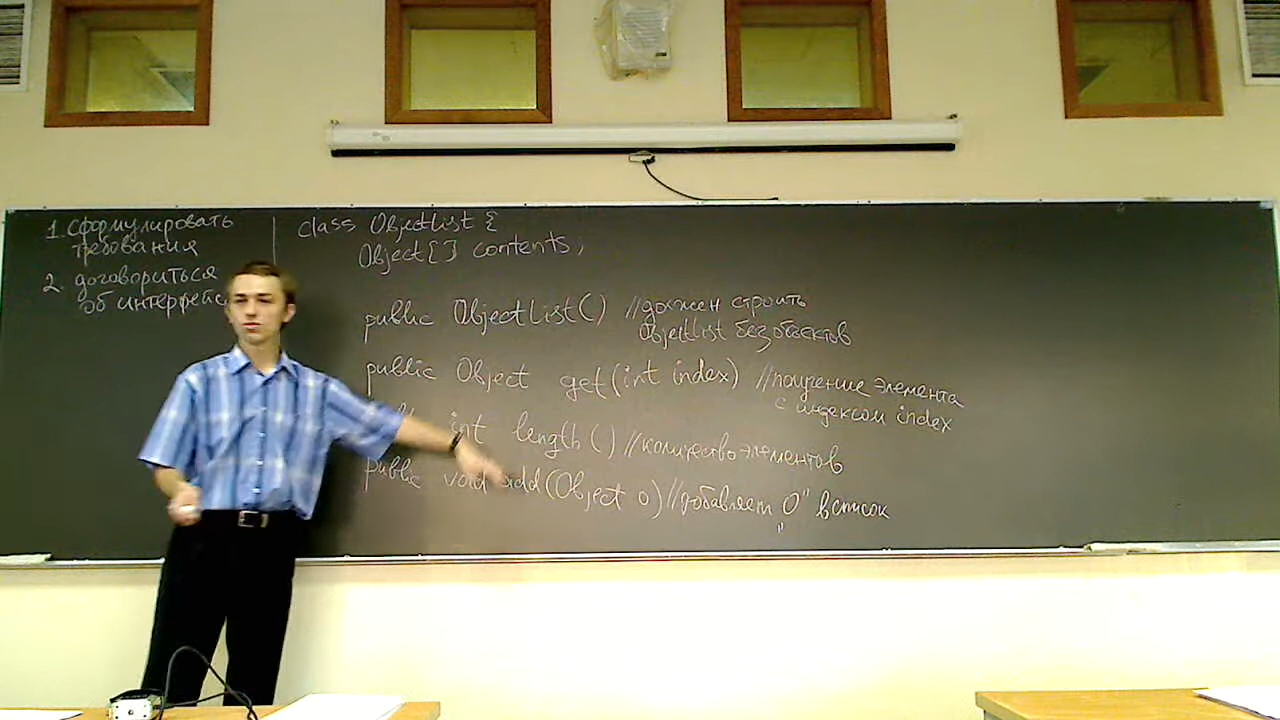 1. Сформулировать
требования
2. договориться
об интерфейс
class ObjectList {
Object[] contents;
public ObjectList() //должен строить
ObjectList без объектов
public Object get(int index) //получение элемента
с индексом index
int length() //количество элементов
public void add(Object o) //добавляет "O" в список